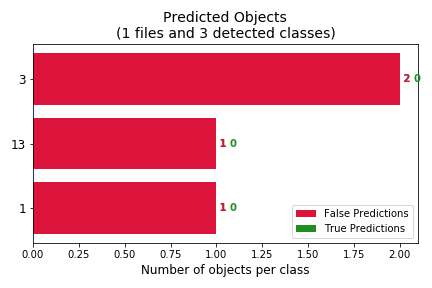 Predicted Objects
(1 files and 3 detected classes)
3
2 0
13
1 0
1
1 0
False Predictions
True Predictions
0.00 0.25 0.50 0.75 1.00 1.25 1.50 1.75 2.00
Number of objects per class